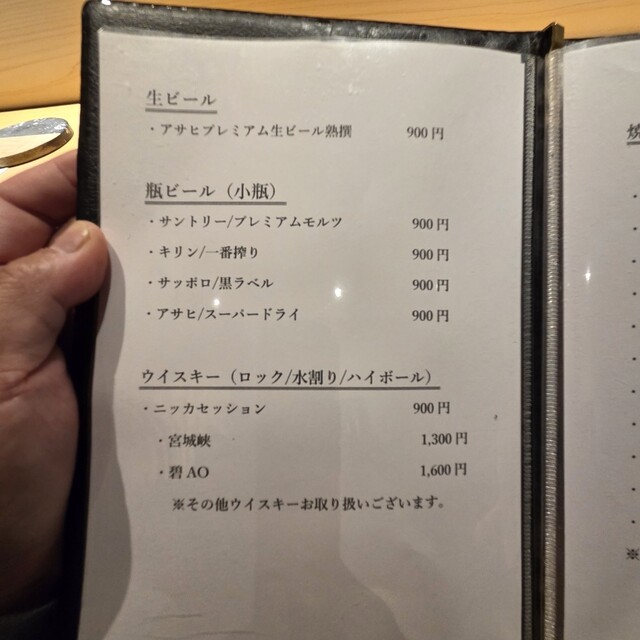 生ビール
・アサヒプレミアム生ビール熟撰 900円
瓶ビール（小瓶）
・サントリー/プレミアムモルツ 900円
・キリン/一番搾り 900円
・サッポロ/黒ラベル 900円
・アサヒ/スーパードライ 900円
ウイスキー（ロック/水割り/ハイボール）
・ニッカセッション 900円
・宮城峡 1,300円
・碧AO 1,600円
※その他ウイスキーお取り扱いございます。